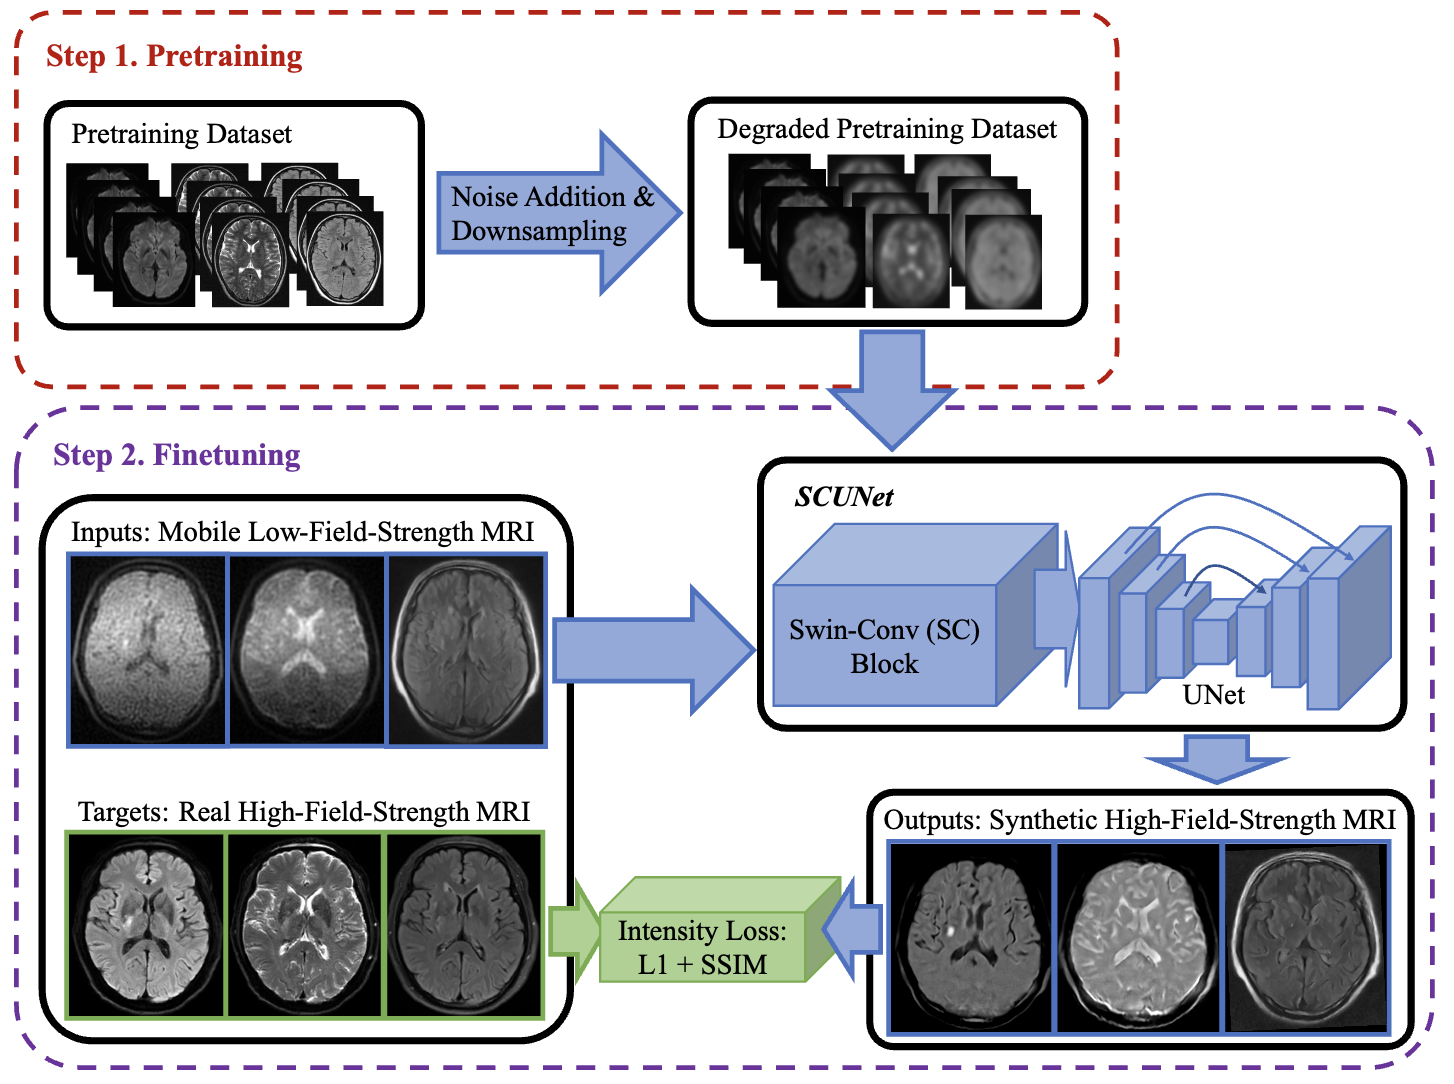 Step 1. Pretraining
Pretraining Dataset
Noise Addition &
Downsampling
Degraded Pretraining Dataset
Step 2. Finetuning
Inputs: Mobile Low-Field-Strength MRI
SCUNet
Swin-Conv (SC)
Block
UNet
Targets: Real High-Field-Strength MRI
Intensity Loss:
L1 + SSIM
Outputs: Synthetic High-Field-Strength MRI